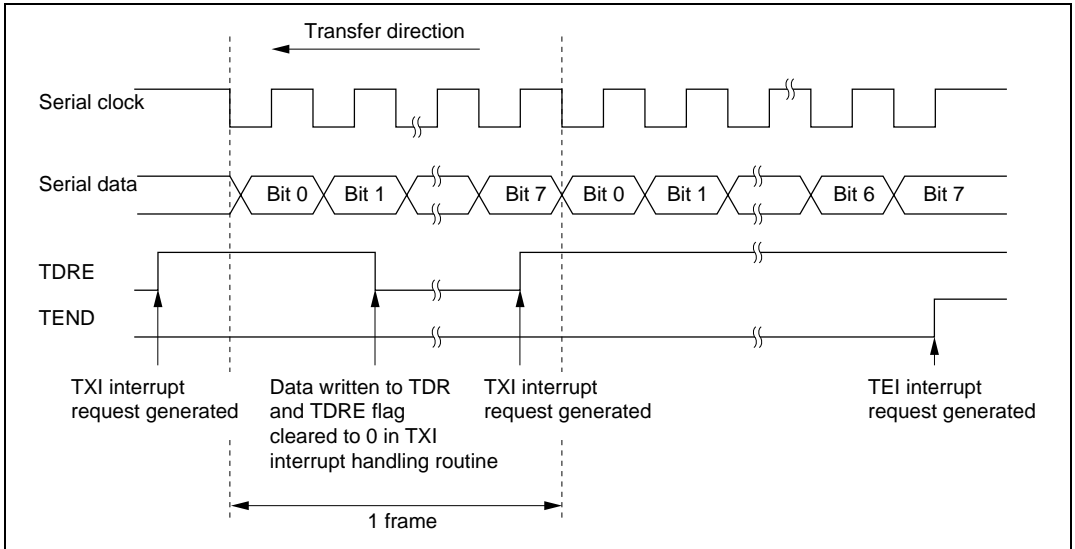 Transfer direction
Serial clock
Serial data
Bit 0
Bit 1
Bit 7
Bit 0
Bit 1
Bit 6
Bit 7
TDRE
TEND
TXI interrupt
request generated
Data written to TDR
and TDRE flag
cleared to 0 in TXI
interrupt handling routine
TXI interrupt
request generated
TEI interrupt
request generated
1 frame